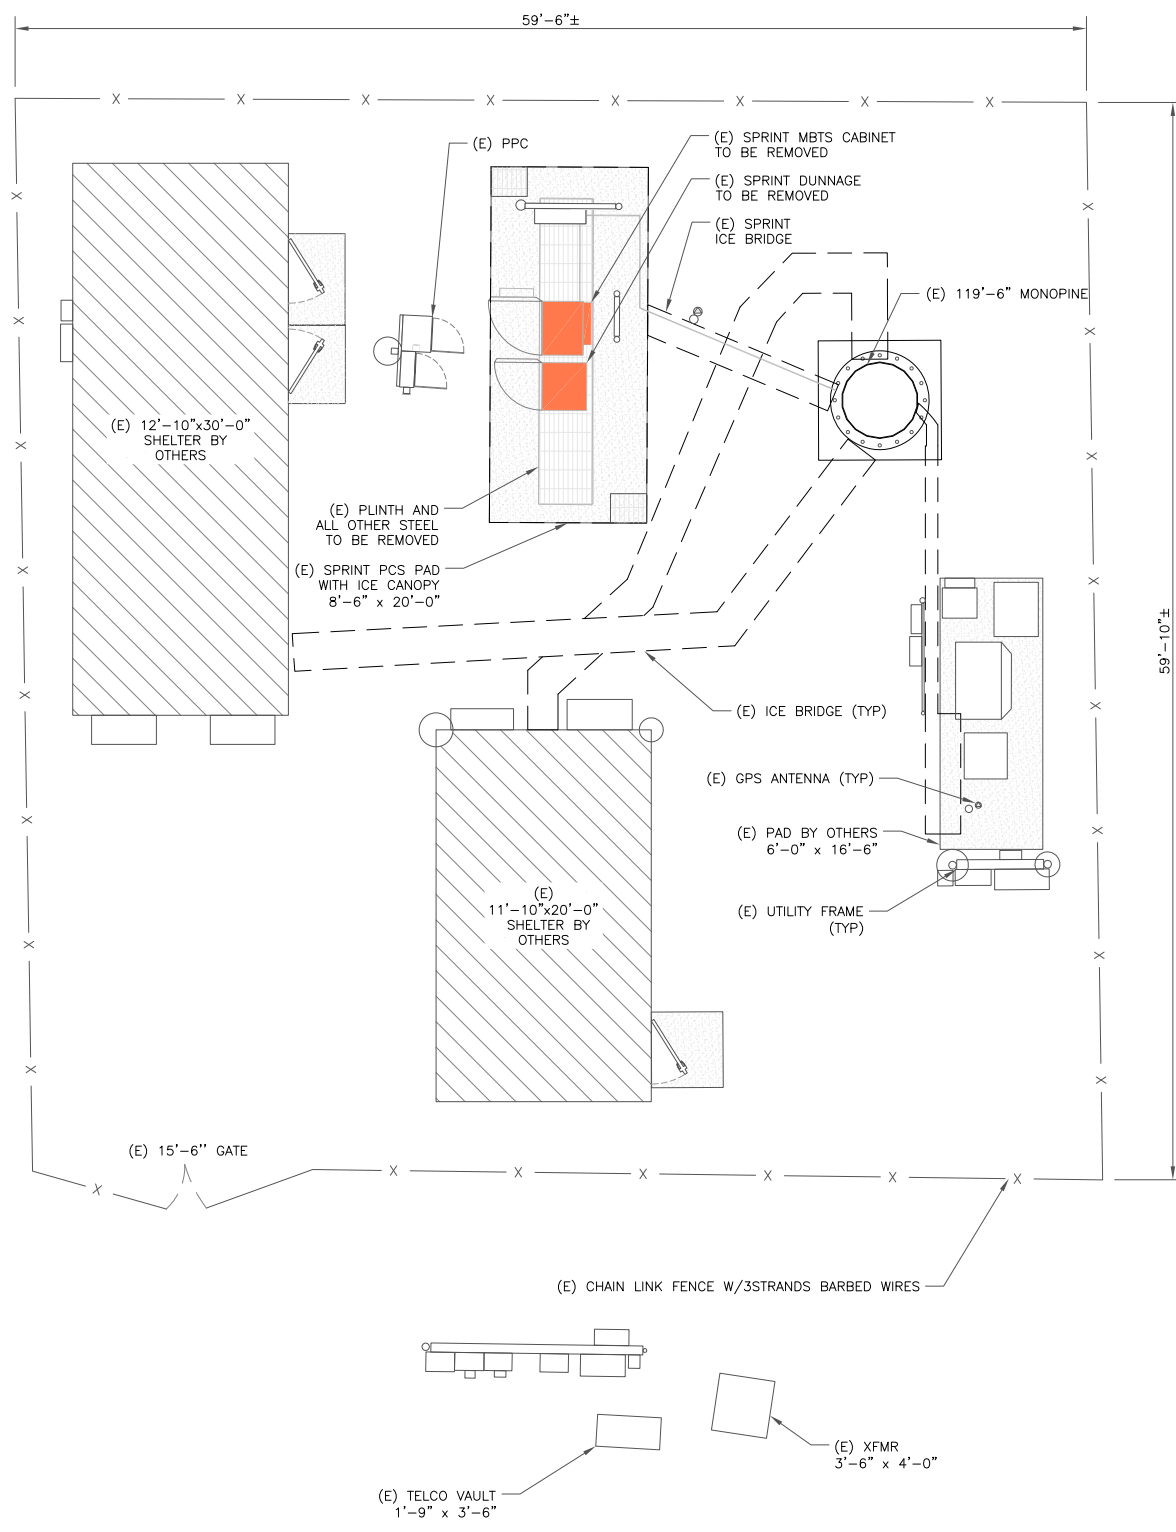 59'-6"±
(E) PPC
(E) SPRINT MBTS CABINET
TO BE REMOVED
(E) SPRINT DUNNAGE
TO BE REMOVED
(E) SPRINT
ICE BRIDGE
(E) 119'-6" MONOPINE
(E) 12'-10"x30'-0"
SHELTER BY
OTHERS
(E) PLINTH AND
ALL OTHER STEEL
TO BE REMOVED
(E) SPRINT PCS PAD
WITH ICE CANOPY
8'-6" x 20'-0"
59'-10"±
(E) ICE BRIDGE (TYP)
(E) GPS ANTENNA (TYP)
(E) PAD BY OTHERS
6'-0" x 16'-6"
(E) UTILITY FRAME
(TYP)
(E)
11'-10"x20'-0"
SHELTER BY
OTHERS
(E) 15'-6'' GATE
(E) CHAIN LINK FENCE W/3STRANDS BARBED WIRES
(E) XFMR
3'-6" x 4'-0"
(E) TELCO VAULT
1'-9" x 3'-6"